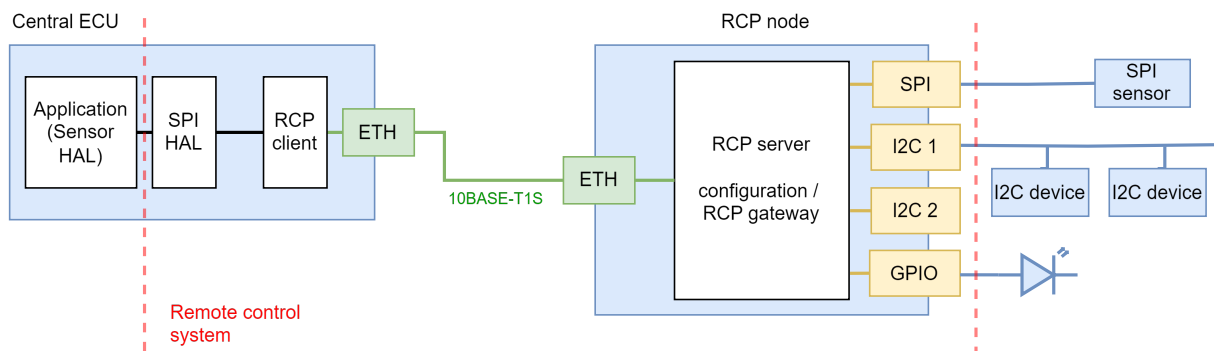 Central ECU
RCP node
Application
(Sensor
HAL)
SPI
HAL
RCP
client
ETH
10BASE-T1S
ETH
RCP server
configuration /
RCP gateway
SPI
I2C 1
I2C 2
GPIO
SPI
sensor
I2C device
I2C device
Remote control
system